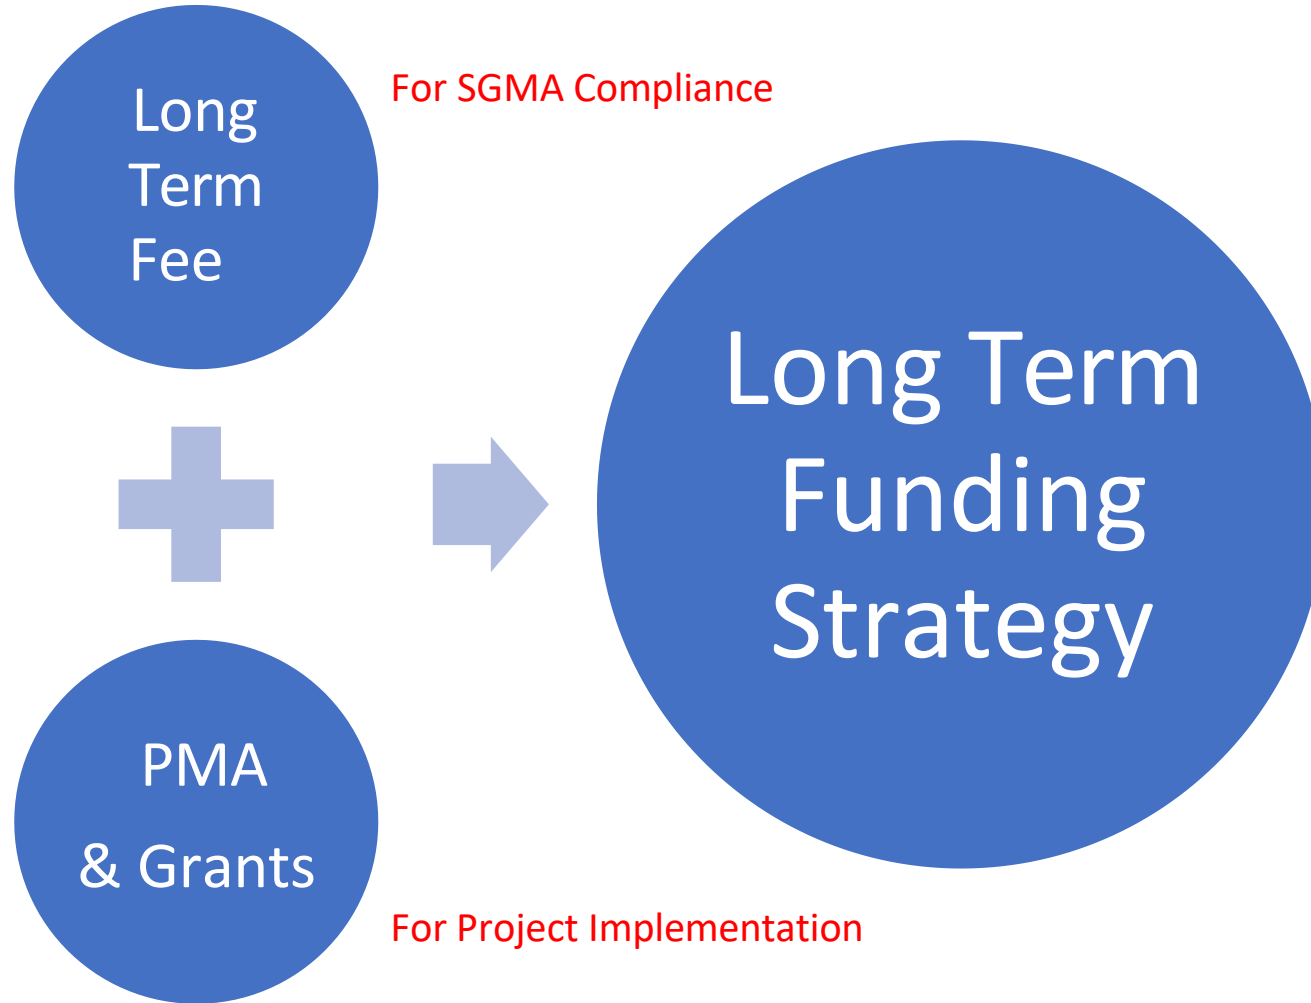 Long
Term
Fee
For SGMA Compliance
Long Term
Funding
Strategy
PMA
& Grants
For Project Implementation